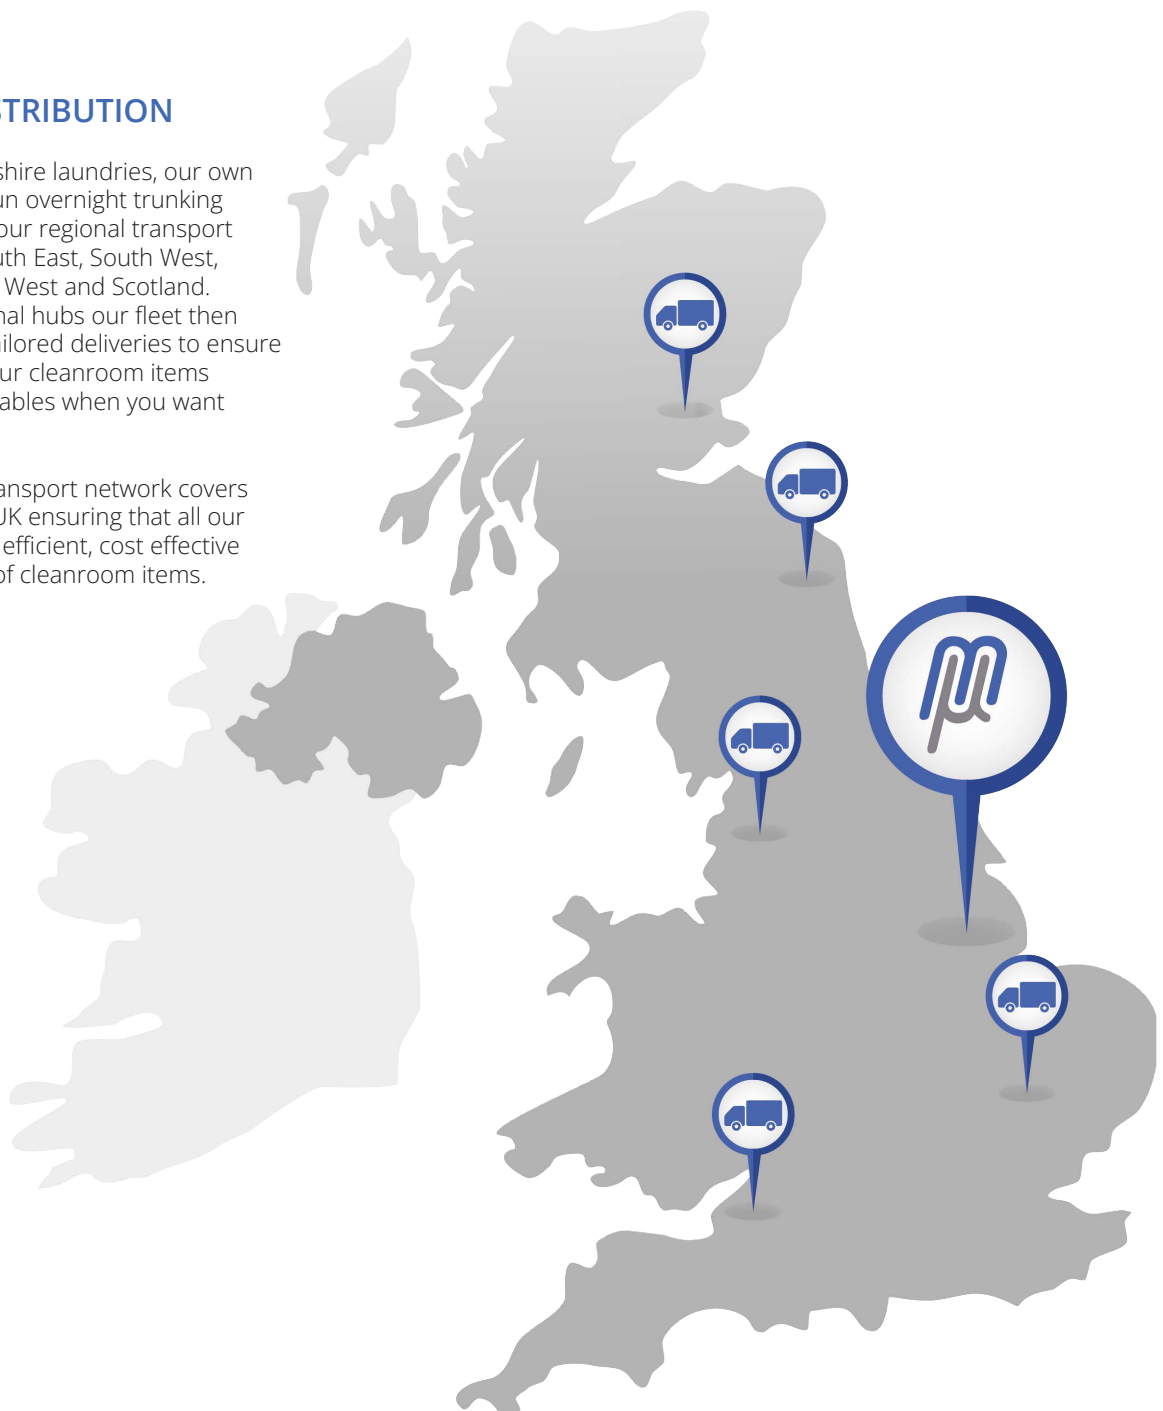 STRIBUTION
shire laundries, our own
un overnight trunking
our regional transport
uth East, South West,
West and Scotland.
nal hubs our fleet then
ailored deliveries to ensure
ur cleanroom items
ables when you want
ansport network covers
UK ensuring that all our
efficient, cost effective
of cleanroom items.